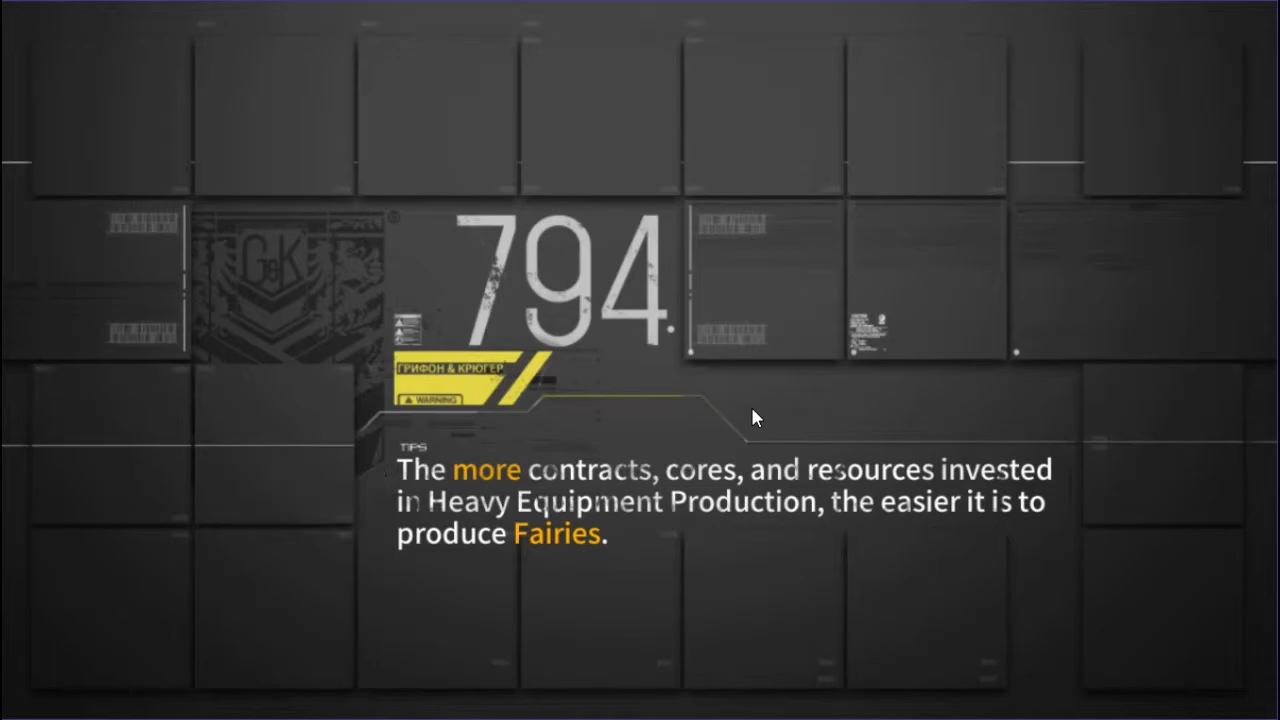 G&K
794.
ГРИФОН & КРЮГЕР
WARNING
TIPS
The more contracts, cores, and resources invested
in Heavy Equipment Production, the easier it is to
produce Fairies.